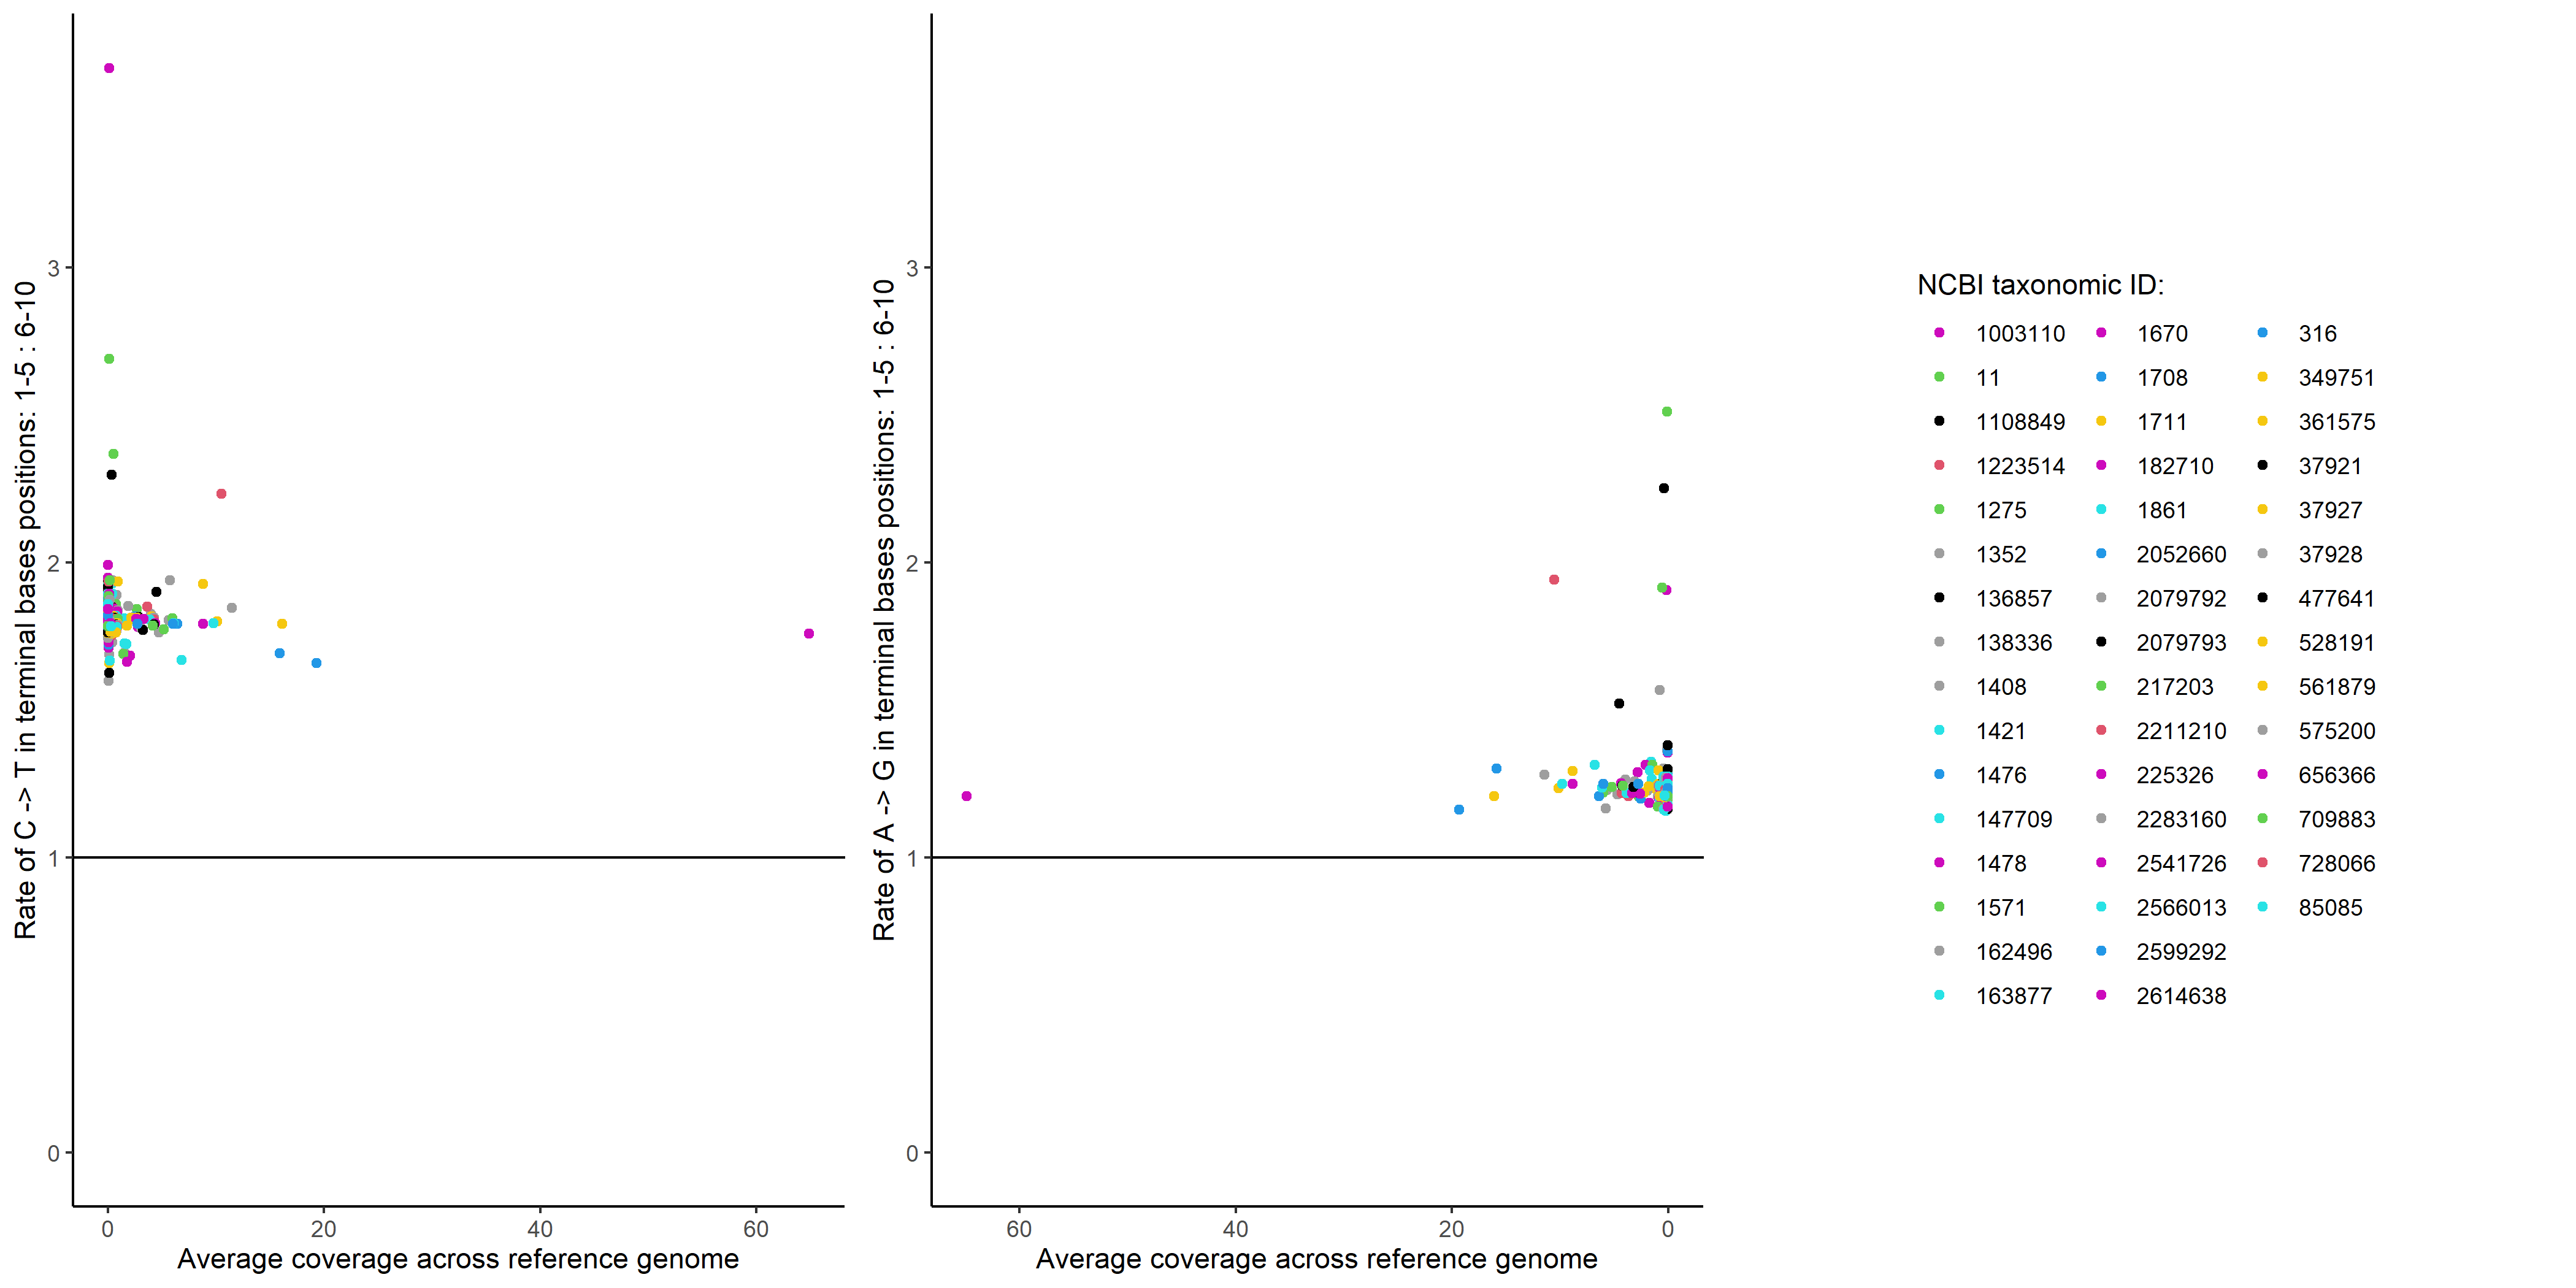 Rate of C -> T in terminal bases positions: 1-5 : 6-10
3
2
1
0
0 20 40 60
Average coverage across reference genome
Rate of A -> G in terminal bases positions: 1-5 : 6-10
3
2
1
0
60 40 20 0
Average coverage across reference genome
NCBI taxonomic ID:
1003110 1670 316
11 1708 349751
1108849 1711 361575
1223514 182710 37921
1275 1861 37927
1352 2052660 37928
136857 2079792 477641
138336 2079793 528191
1408 217203 561879
1421 2211210 575200
1476 225326 656366
147709 2283160 709883
1478 2541726 728066
1571 2566013 85085
162496 2599292
163877 2614638